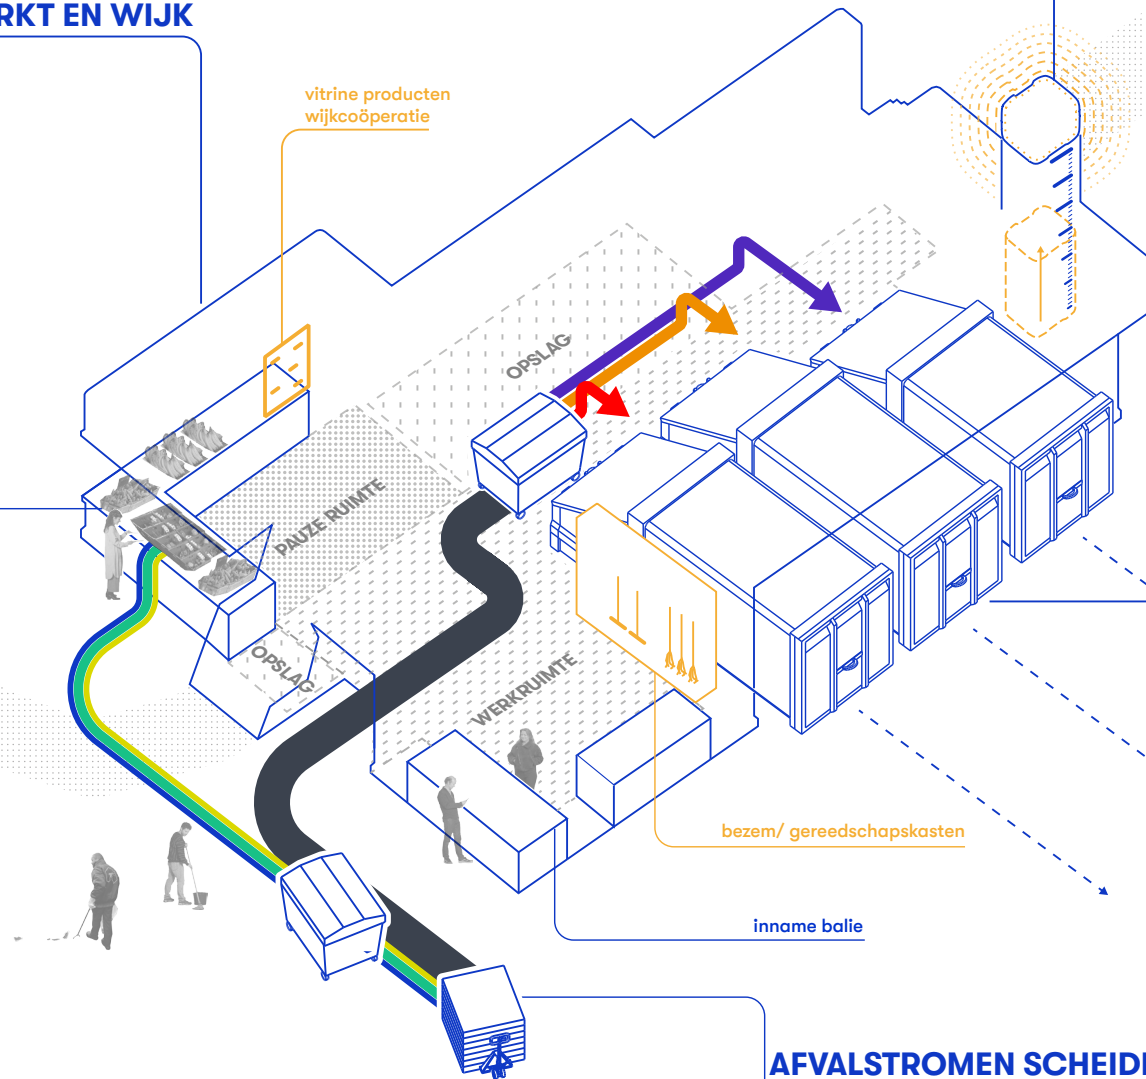 RKT EN WIJK
vitrine producten
wijkcoöperatie
OPSLAG
PAUZE RUIMTE
OPSLAG
WERKRUIMTE
bezem/ gereedschapskasten
inname balie
AFVALSTROMEN SCHEID